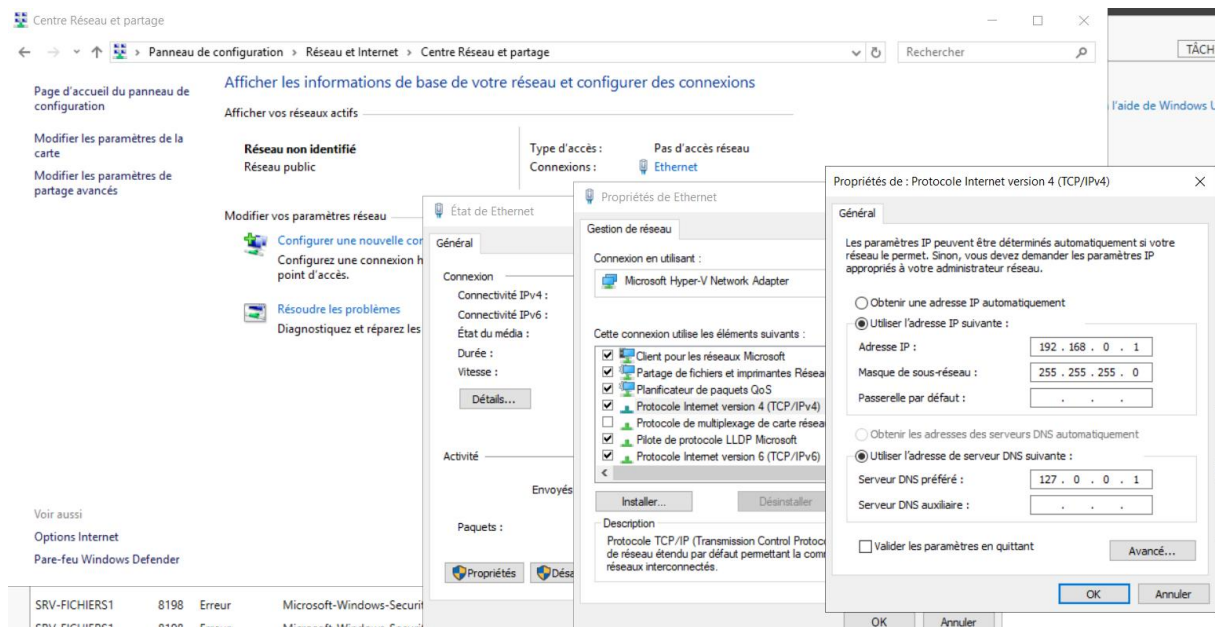 Centre Réseau et partage
Panneau de configuration > Réseau et Internet > Centre Réseau et partage
Rechercher
TÂCH
l'aide de Windows U
Page d'accueil du panneau de
configuration
Modifier les paramètres de la
carte
Modifier les paramètres de
partage avancés
Voir aussi
Options Internet
Pare-feu Windows Defender
Afficher les informations de base de votre réseau et configurer des connexions
Afficher vos réseaux actifs
Réseau non identifié
Réseau public
Type d'accès : Pas d'accès réseau
Connexions : Ethernet
Modifier vos paramètres réseau
Configurer une nouvelle con
Configurez une connexion h
point d'accès.
Résoudre les problèmes
Diagnostiquez et réparez les
État de Ethernet
Général
Connexion
Connectivité IPv4 :
Connectivité IPv6 :
État du média :
Durée :
Vitesse :
Détails...
Activité
Envoyés
Paquets :
Propriétés
Désa
Propriétés de Ethernet
Gestion de réseau
Connexion en utilisant :
Microsoft Hyper-V Network Adapter
Cette connexion utilise les éléments suivants :
Client pour les réseaux Microsoft
Partage de fichiers et imprimantes Réseau
Planificateur de paquets QoS
Protocole Internet version 4 (TCP/IPv4)
Protocole de multiplexage de carte réseau
Pilote de protocole LLDP Microsoft
Protocole Internet version 6 (TCP/IPv6)
Installer...
Désinstaller
Description
Protocole TCP/IP (Transmission Control Protoco
de réseau étendu par défaut permettant la com
réseaux interconnectés.
OK
Annuler
Propriétés de : Protocole Internet version 4 (TCP/IPv4)
Général
Les paramètres IP peuvent être déterminés automatiquement si votre
réseau le permet. Sinon, vous devez demander les paramètres IP
appropriés à votre administrateur réseau.
Obtenir une adresse IP automatiquement
Utiliser l'adresse IP suivante :
Adresse IP : 192 . 168 . 0 . 1
Masque de sous-réseau : 255 . 255 . 255 . 0
Passerelle par défaut : . . .
Obtenir les adresses des serveurs DNS automatiquement
Utiliser l'adresse de serveur DNS suivante :
Serveur DNS préféré : 127 . 0 . 0 . 1
Serveur DNS auxiliaire : . . .
Valider les paramètres en quittant
Avancé...
OK
Annuler
SRV-FICHIERS1 8198 Erreur Microsoft-Windows-Securit